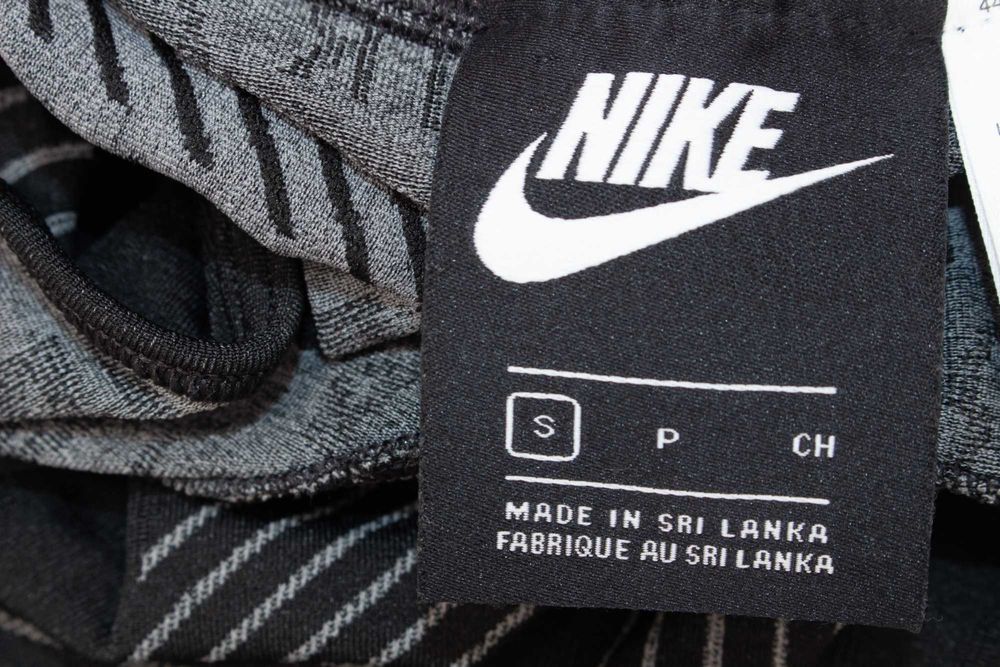 NIKE
S P CH
MADE IN SRI LANKA
FABRIQUE AU SRI LANKA